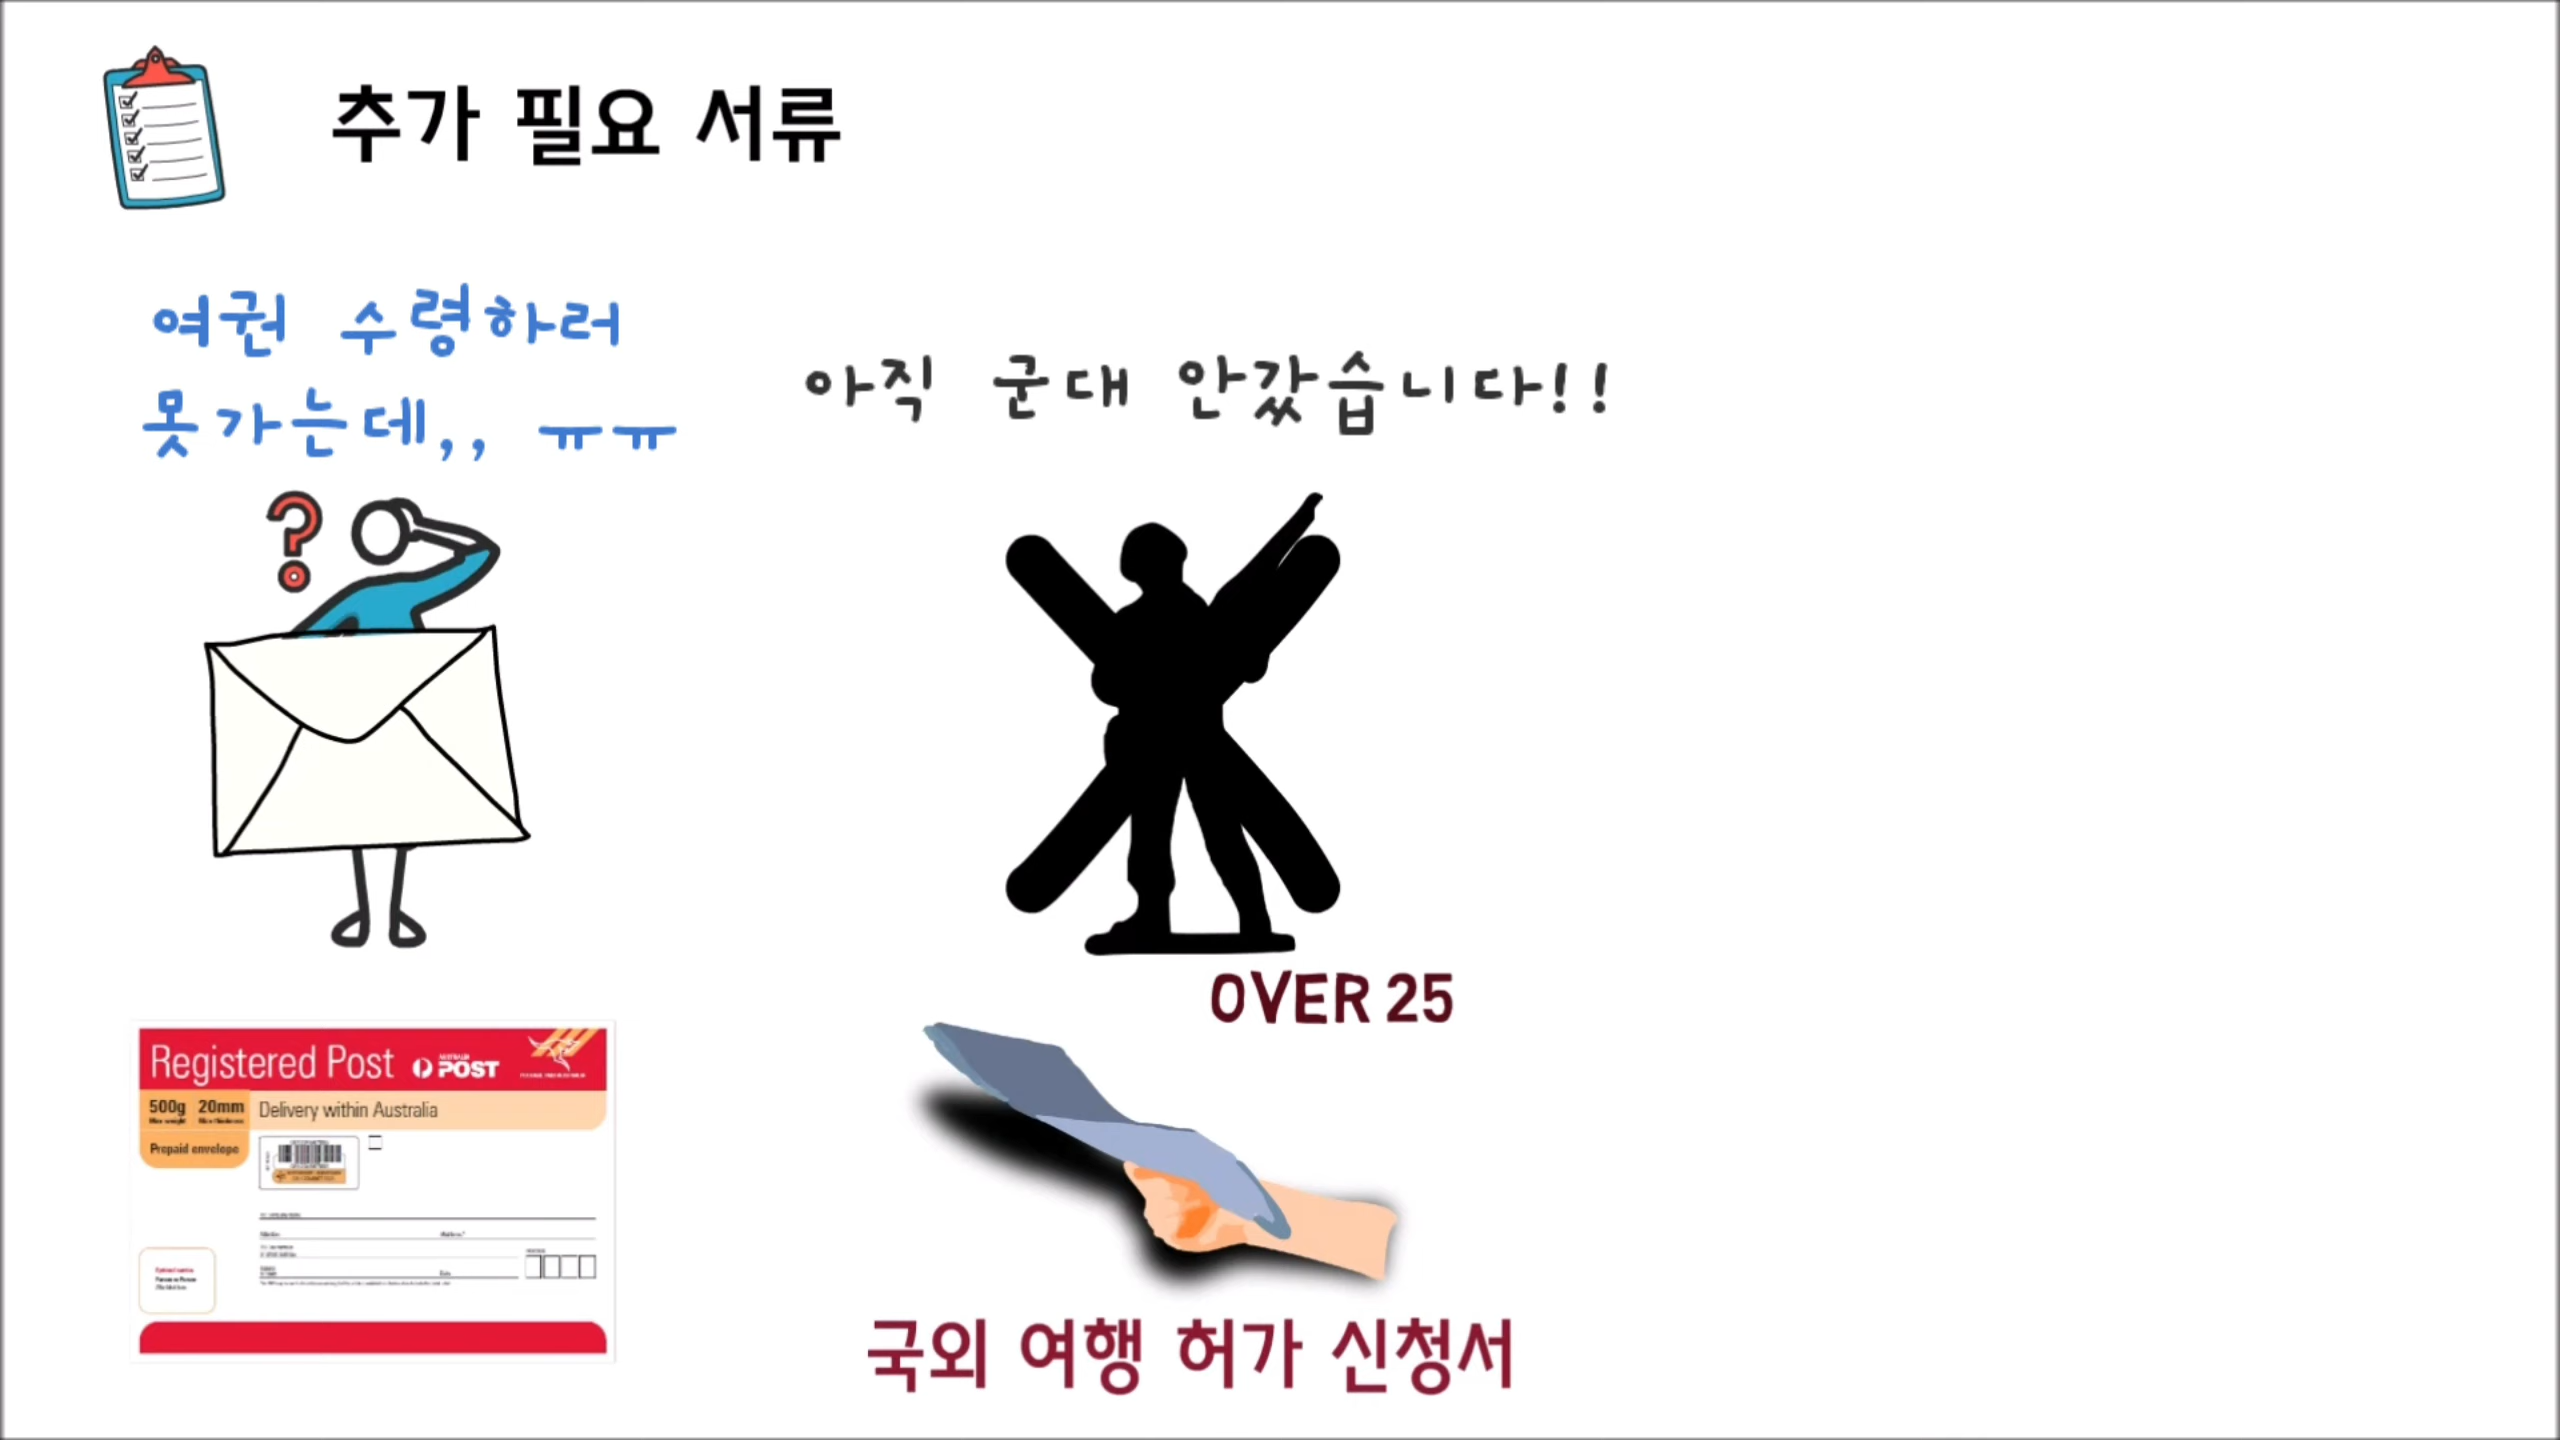 추가 필요 서류
여권 수령하러
못가는데,, ㅠㅠ
아직 군대 안갔습니다!!
OVER 25
국외 여행 허가 신청서
Registered Post
POST
500g 20mm
Delivery within Australia
Prepaid envelope